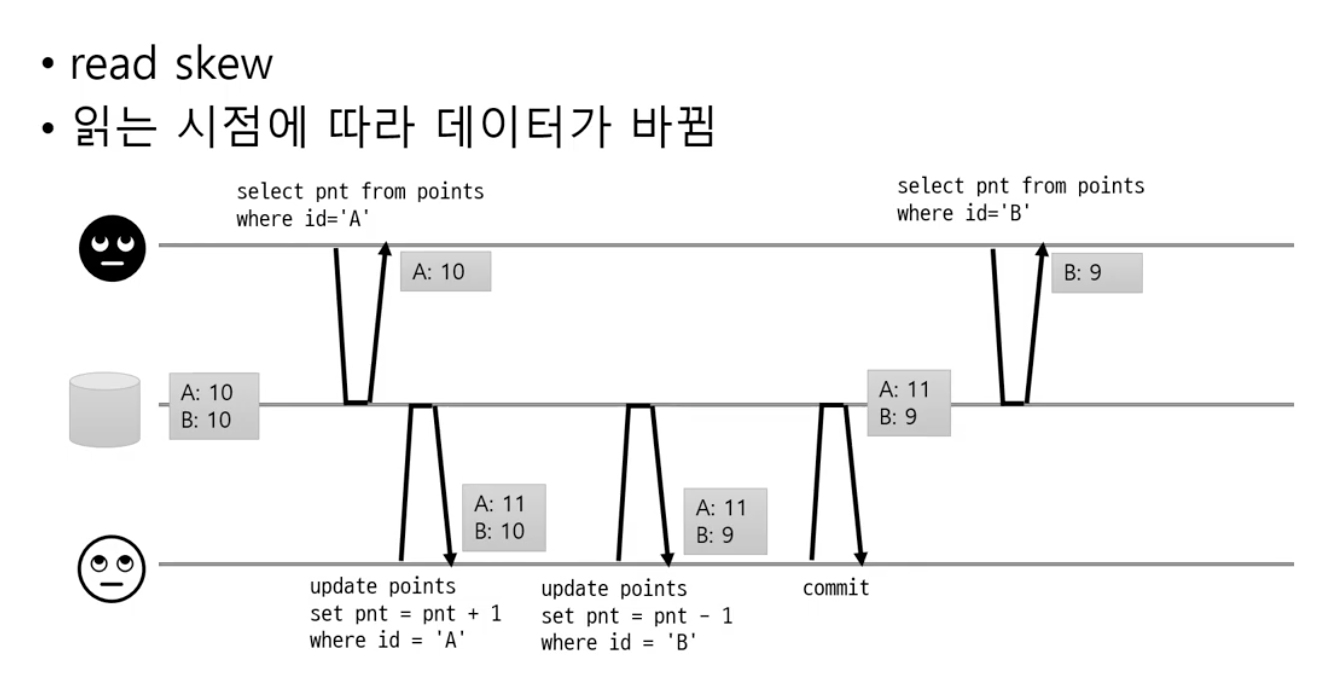 • read skew
• 읽는 시점에 따라 데이터가 바뀜
select pnt from points
where id='A'
select pnt from points
where id='B'
A: 10
B: 9
A: 10
B: 10
A: 11
B: 9
A: 11
B: 10
A: 11
B: 9
update points
set pnt = pnt + 1
where id = 'A'
update points
set pnt = pnt - 1
where id = 'B'
commit